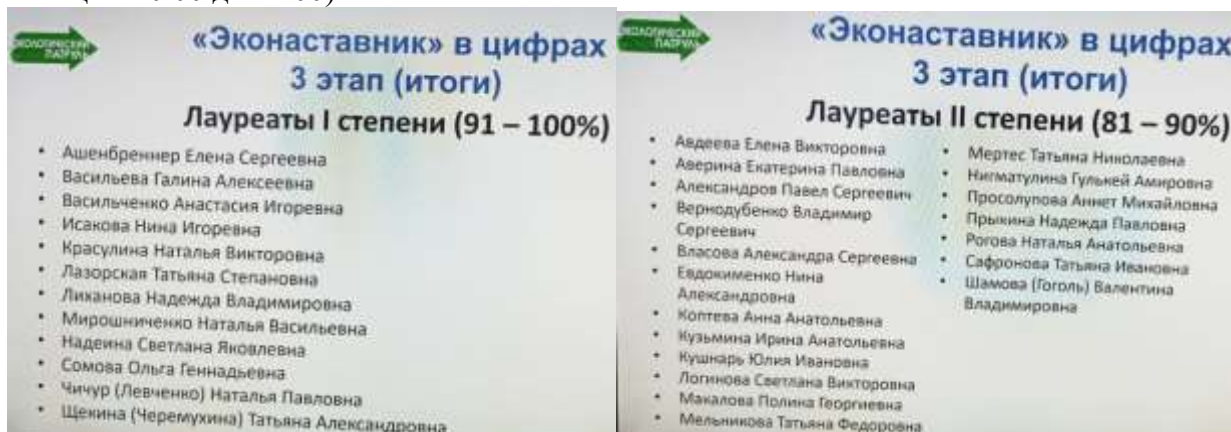 ЭКОЛОГИЧЕСКИЙ
ПАТРУЛЬ
«Эконаставник» в цифрах
3 этап (итоги)
Лауреаты I степени (91 – 100%)
• Ашенбреннер Елена Сергеевна
• Васильева Галина Алексеевна
• Васильченко Анастасия Игоревна
• Исакова Нина Игоревна
• Красулина Наталья Викторовна
• Лазорская Татьяна Степановна
• Лиханова Надежда Владимировна
• Мирошниченко Наталья Васильевна
• Надеина Светлана Яковлевна
• Сомова Ольга Геннадьевна
• Чичур (Левченко) Наталья Павловна
• Щекина (Черемухина) Татьяна Александровна
ЭКОЛОГИЧЕСКИЙ
ПАТРУЛЬ
«Эконаставник» в цифрах
3 этап (итоги)
Лауреаты II степени (81 – 90%)
• Авдеева Елена Викторовна
• Аверина Екатерина Павловна
• Александров Павел Сергеевич
• Вернодубенко Владимир
Сергеевич
• Власова Александра Сергеевна
• Евдокименко Нина
Александровна
• Коптева Анна Анатольевна
• Кузьмина Ирина Анатольевна
• Кушнарь Юлия Ивановна
• Логинова Светлана Викторовна
• Макалова Полина Георгиевна
• Мельникова Татьяна Федоровна
• Мертес Татьяна Николаевна
• Нигматулина Гулькей Амировна
• Просолупова Аннет Михайловна
• Прыкина Надежда Павловна
• Рогова Наталья Анатольевна
• Сафронова Татьяна Ивановна
• Шамова (Гоголь) Валентина
Владимировна